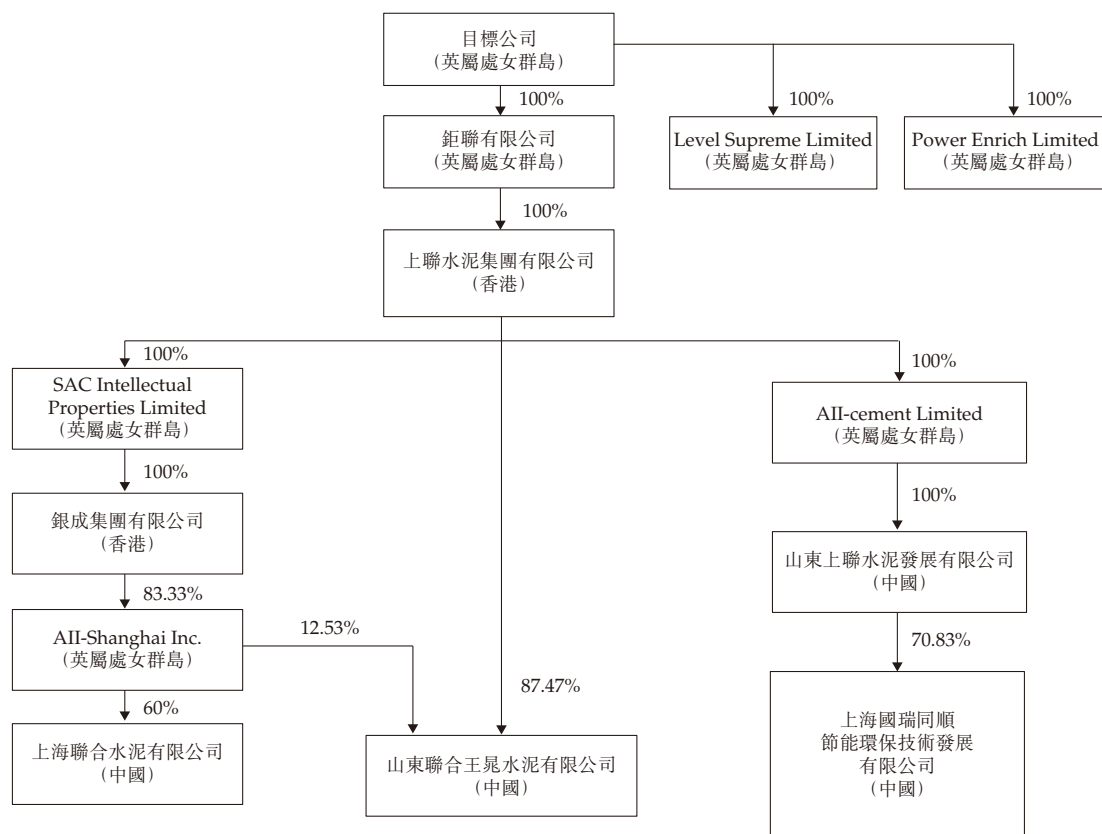 目標公司
（英屬處女群島）
100%
100%
100%
鉅聯有限公司
（英屬處女群島）
Level Supreme Limited
（英屬處女群島）
Power Enrich Limited
（英屬處女群島）
100%
上聯水泥集團有限公司
（香港）
100%
100%
SAC Intellectual
Properties Limited
（英屬處女群島）
AII-cement Limited
（英屬處女群島）
100%
100%
銀成集團有限公司
（香港）
山東上聯水泥發展有限公司
（中國）
83.33%
12.53%
70.83%
AII-Shanghai Inc.
（英屬處女群島）
87.47%
60%
上海聯合水泥有限公司
（中國）
山東聯合王晁水泥有限公司
（中國）
上海國瑞同順
節能環保技術發展
有限公司
（中國）